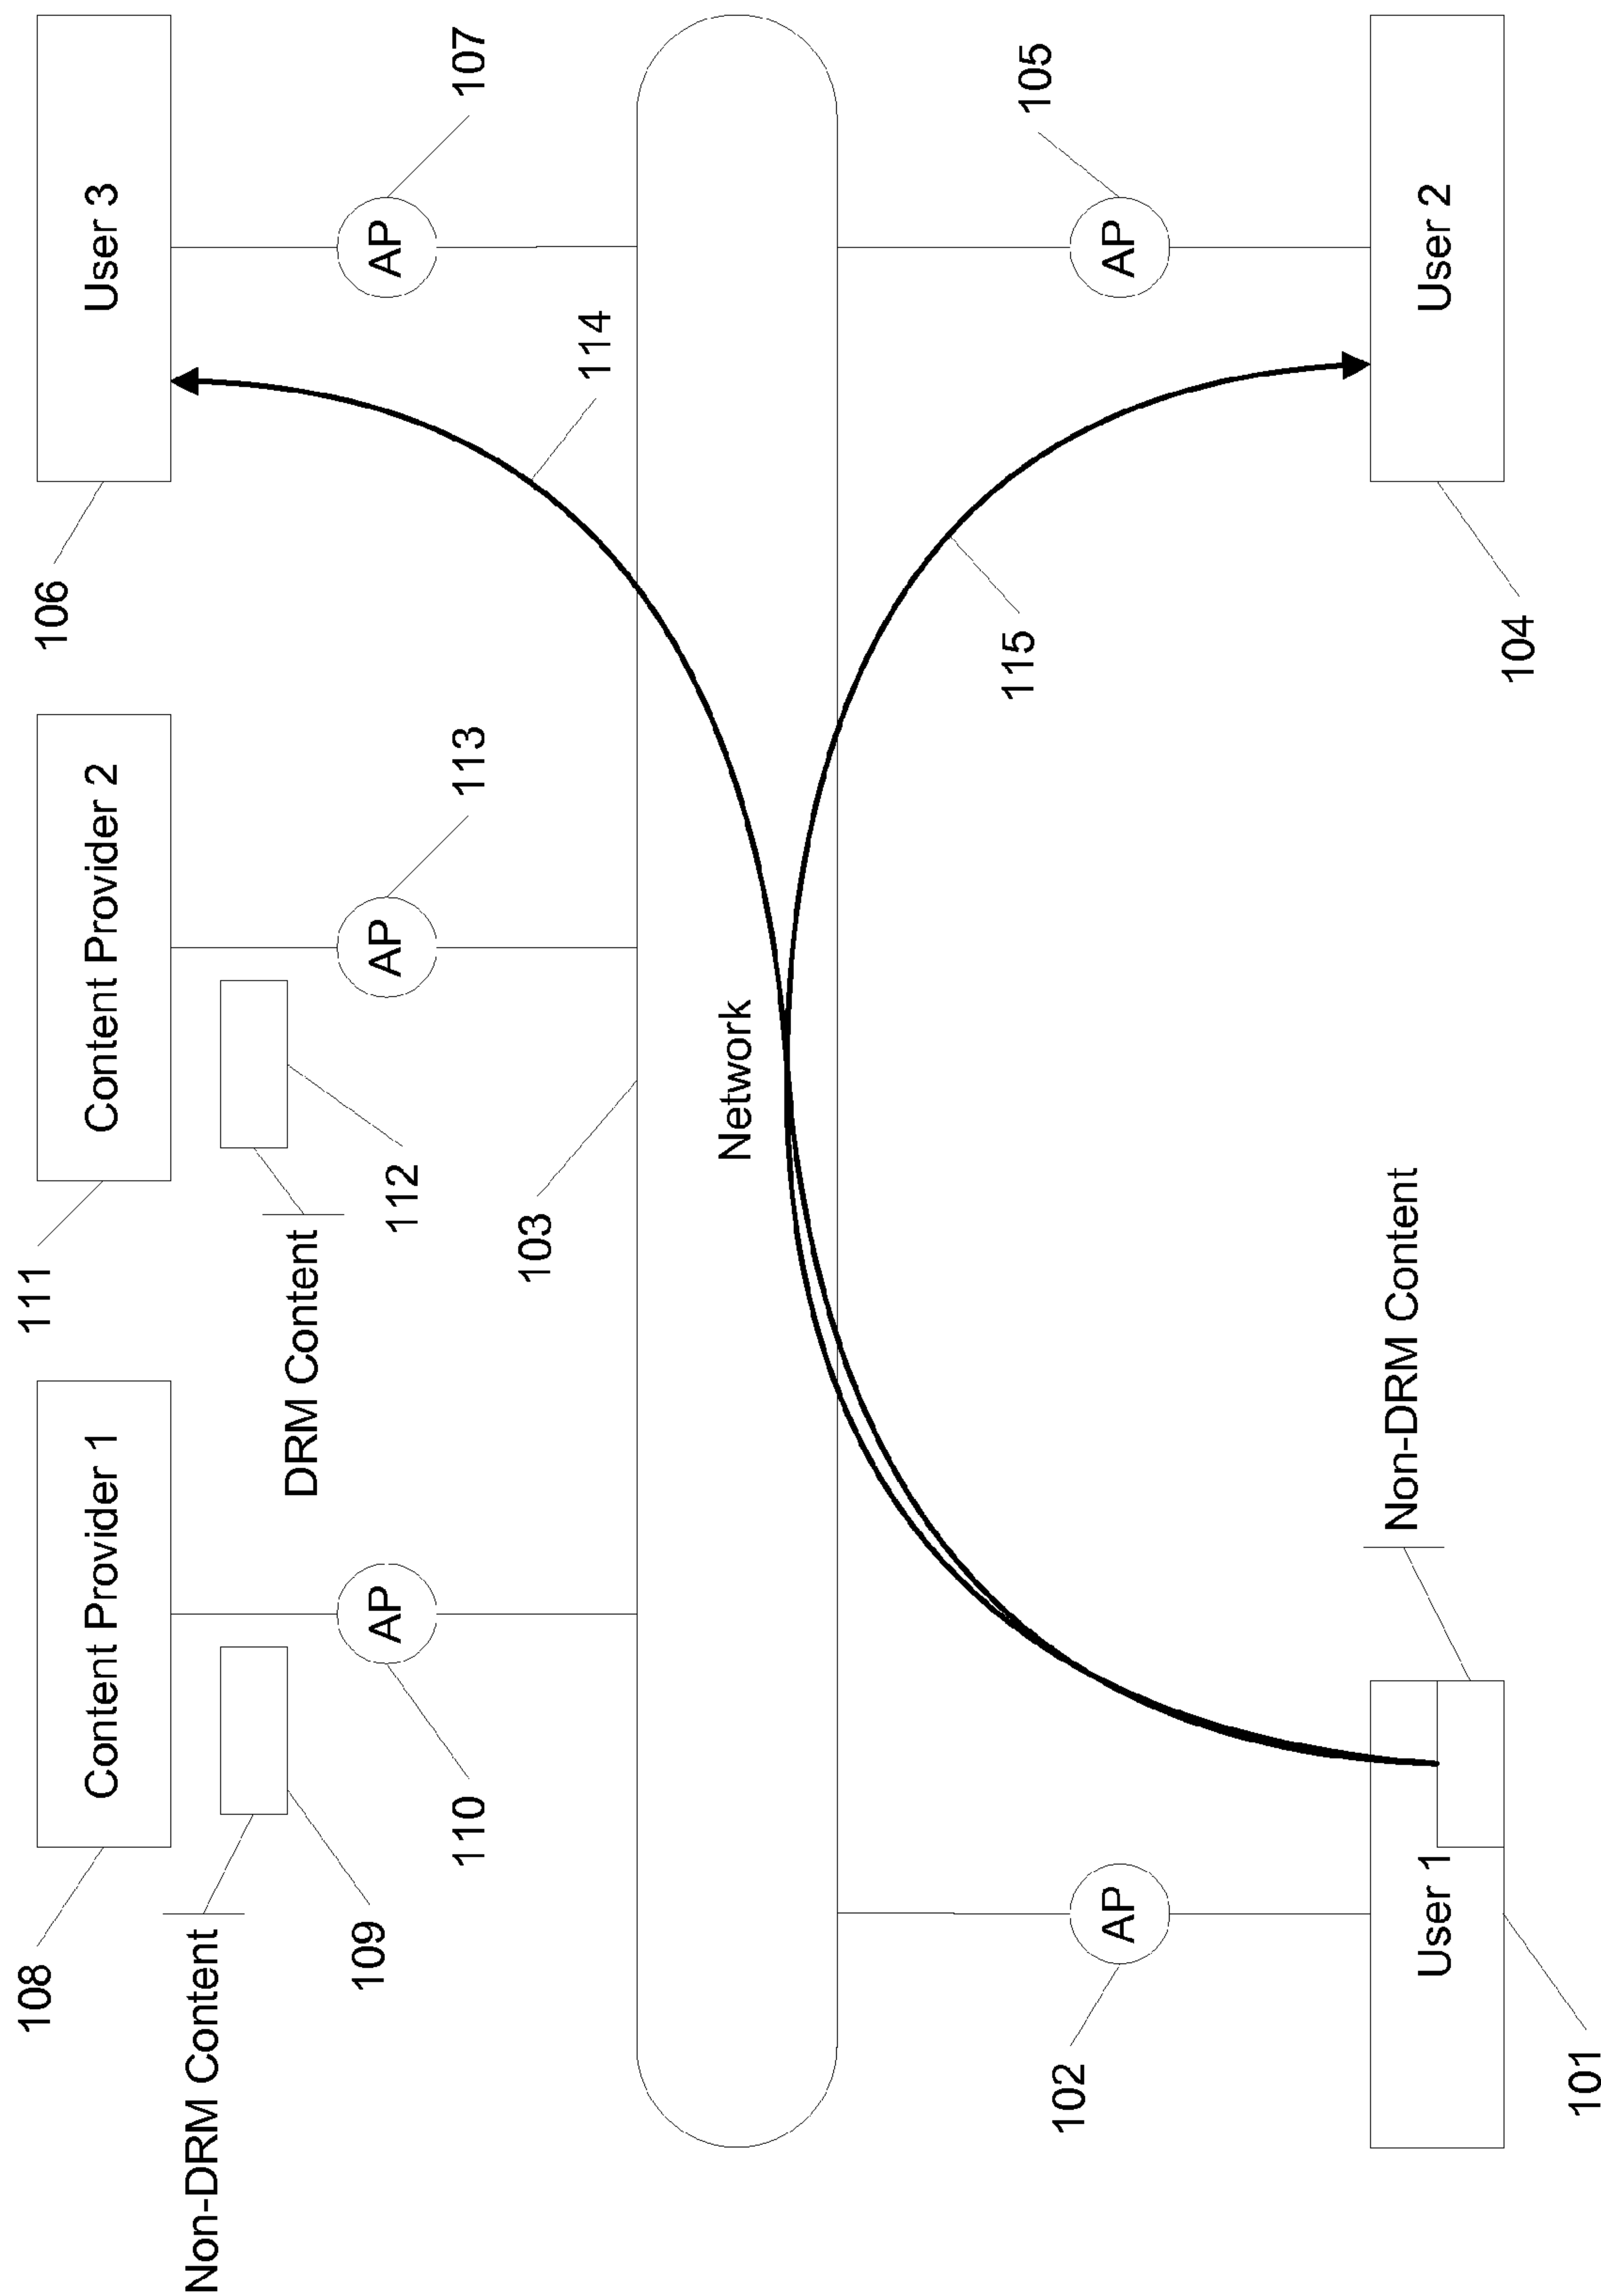 108
Content Provider 1
111
Content Provider 2
106
User 3
Non-DRM Content
109
DRM Content
112
110
AP
113
AP
107
AP
103
114
Network
115
102
AP
105
AP
Non-DRM Content
User 1
101
User 2
104